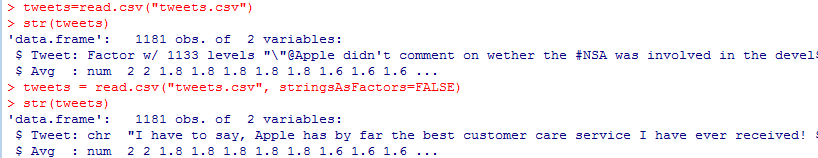 > tweets=read.csv("tweets.csv")
> str(tweets)
'data.frame':   1181 obs. of  2 variables:
 $ Tweet: Factor w/ 1133 levels "\"@Apple didn't comment on wether the #NSA was involved in the devel$
 $ Avg  : num  2 2 1.8 1.8 1.8 1.8 1.8 1.6 1.6 1.6 ...
> tweets = read.csv("tweets.csv", stringsAsFactors=FALSE)
> str(tweets)
'data.frame':   1181 obs. of  2 variables:
 $ Tweet: chr  "I have to say, Apple has by far the best customer care service I have ever received! $
 $ Avg  : num  2 2 1.8 1.8 1.8 1.8 1.8 1.6 1.6 1.6 ...